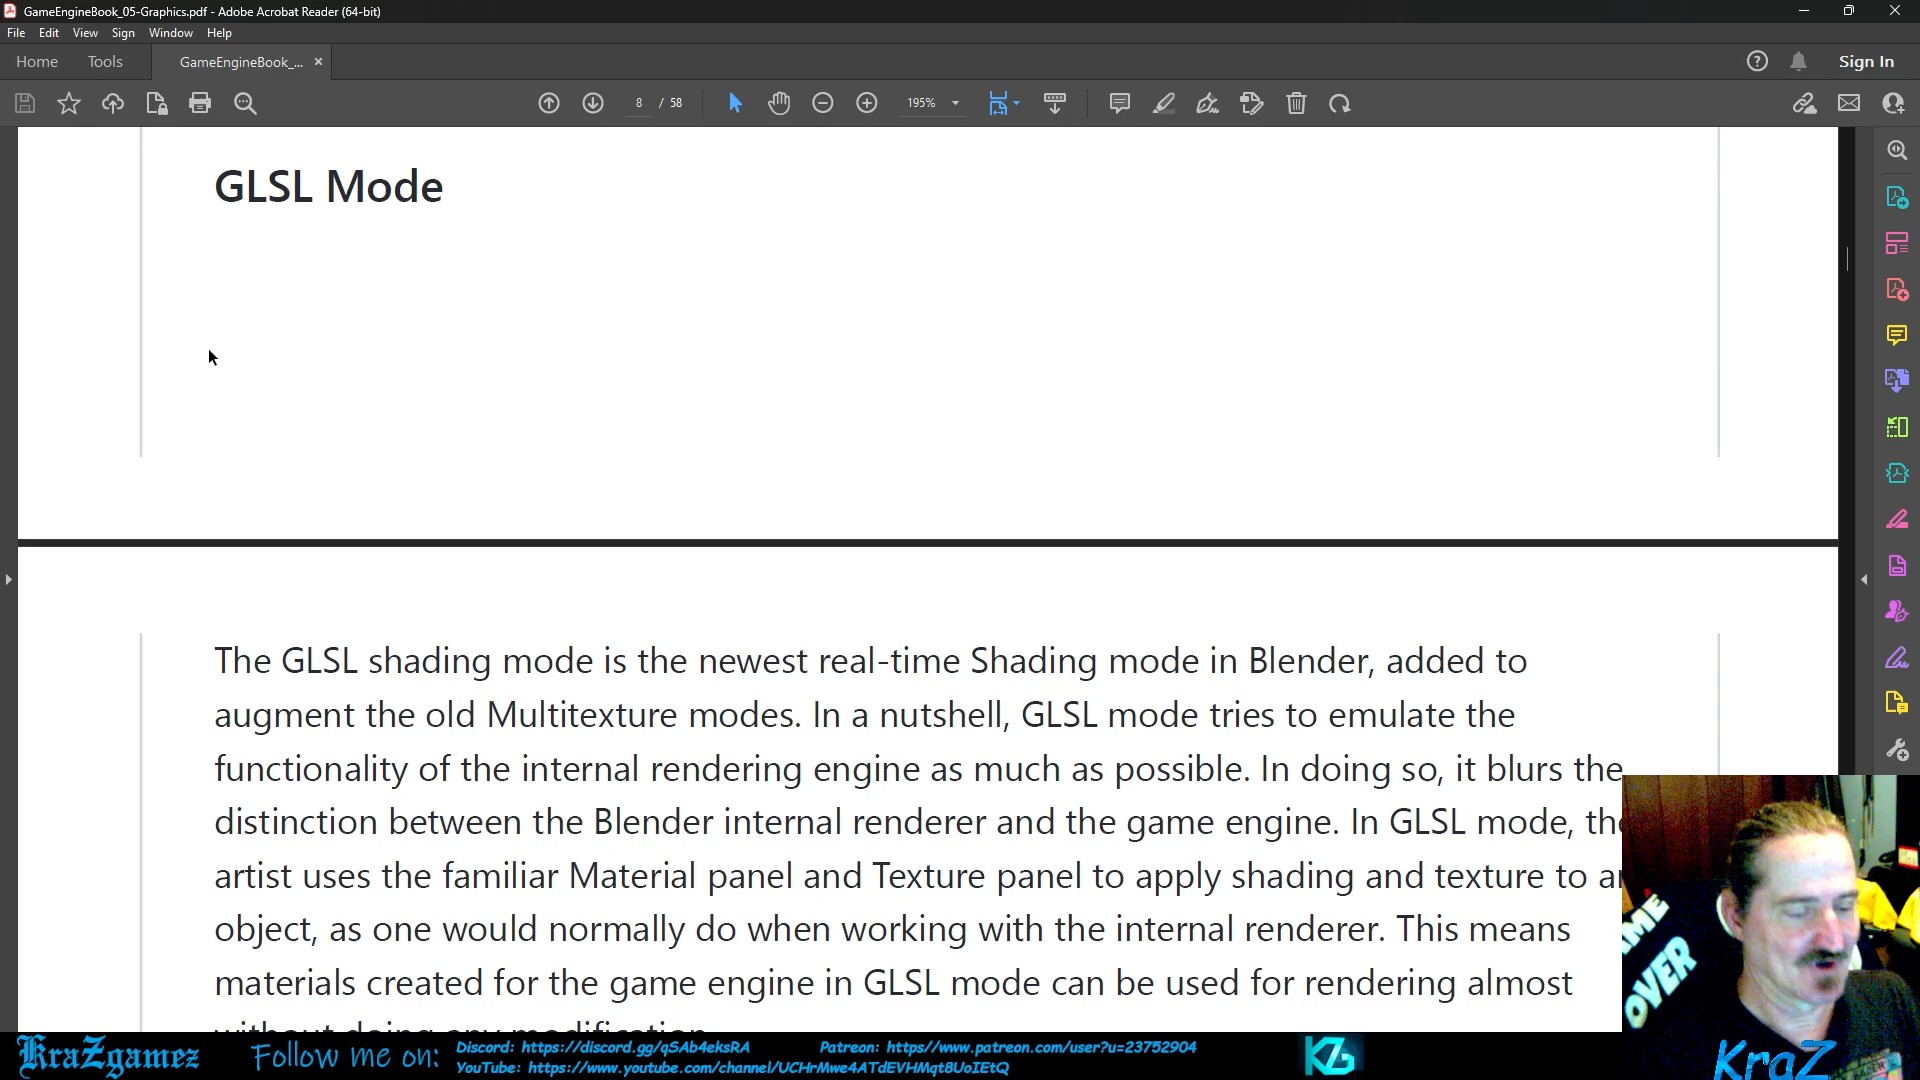 GameEngineBook_05-Graphics.pdf - Adobe Acrobat Reader (64-bit)
File Edit View Sign Window Help
Home Tools GameEngineBook_... Sign In
8 / 58 195%
GLSL Mode
The GLSL shading mode is the newest real-time Shading mode in Blender, added to
augment the old Multitexture modes. In a nutshell, GLSL mode tries to emulate the
functionality of the internal rendering engine as much as possible. In doing so, it blurs the
distinction between the Blender internal renderer and the game engine. In GLSL mode, the
artist uses the familiar Material panel and Texture panel to apply shading and texture to
object, as one would normally do when working with the internal renderer. This means
materials created for the game engine in GLSL mode can be used for rendering almost
without doing any modification
OVER
KraZgamez
Follow me on:
Discord: https://discord.gg/qSAb4eksRA
Patreon: https//www.patreon.com/user?u=23752904
YouTube: https://www.youtube.com/channel/UCHrMwe4ATdEVHMqt8UoIEtQ
KG
KraZ